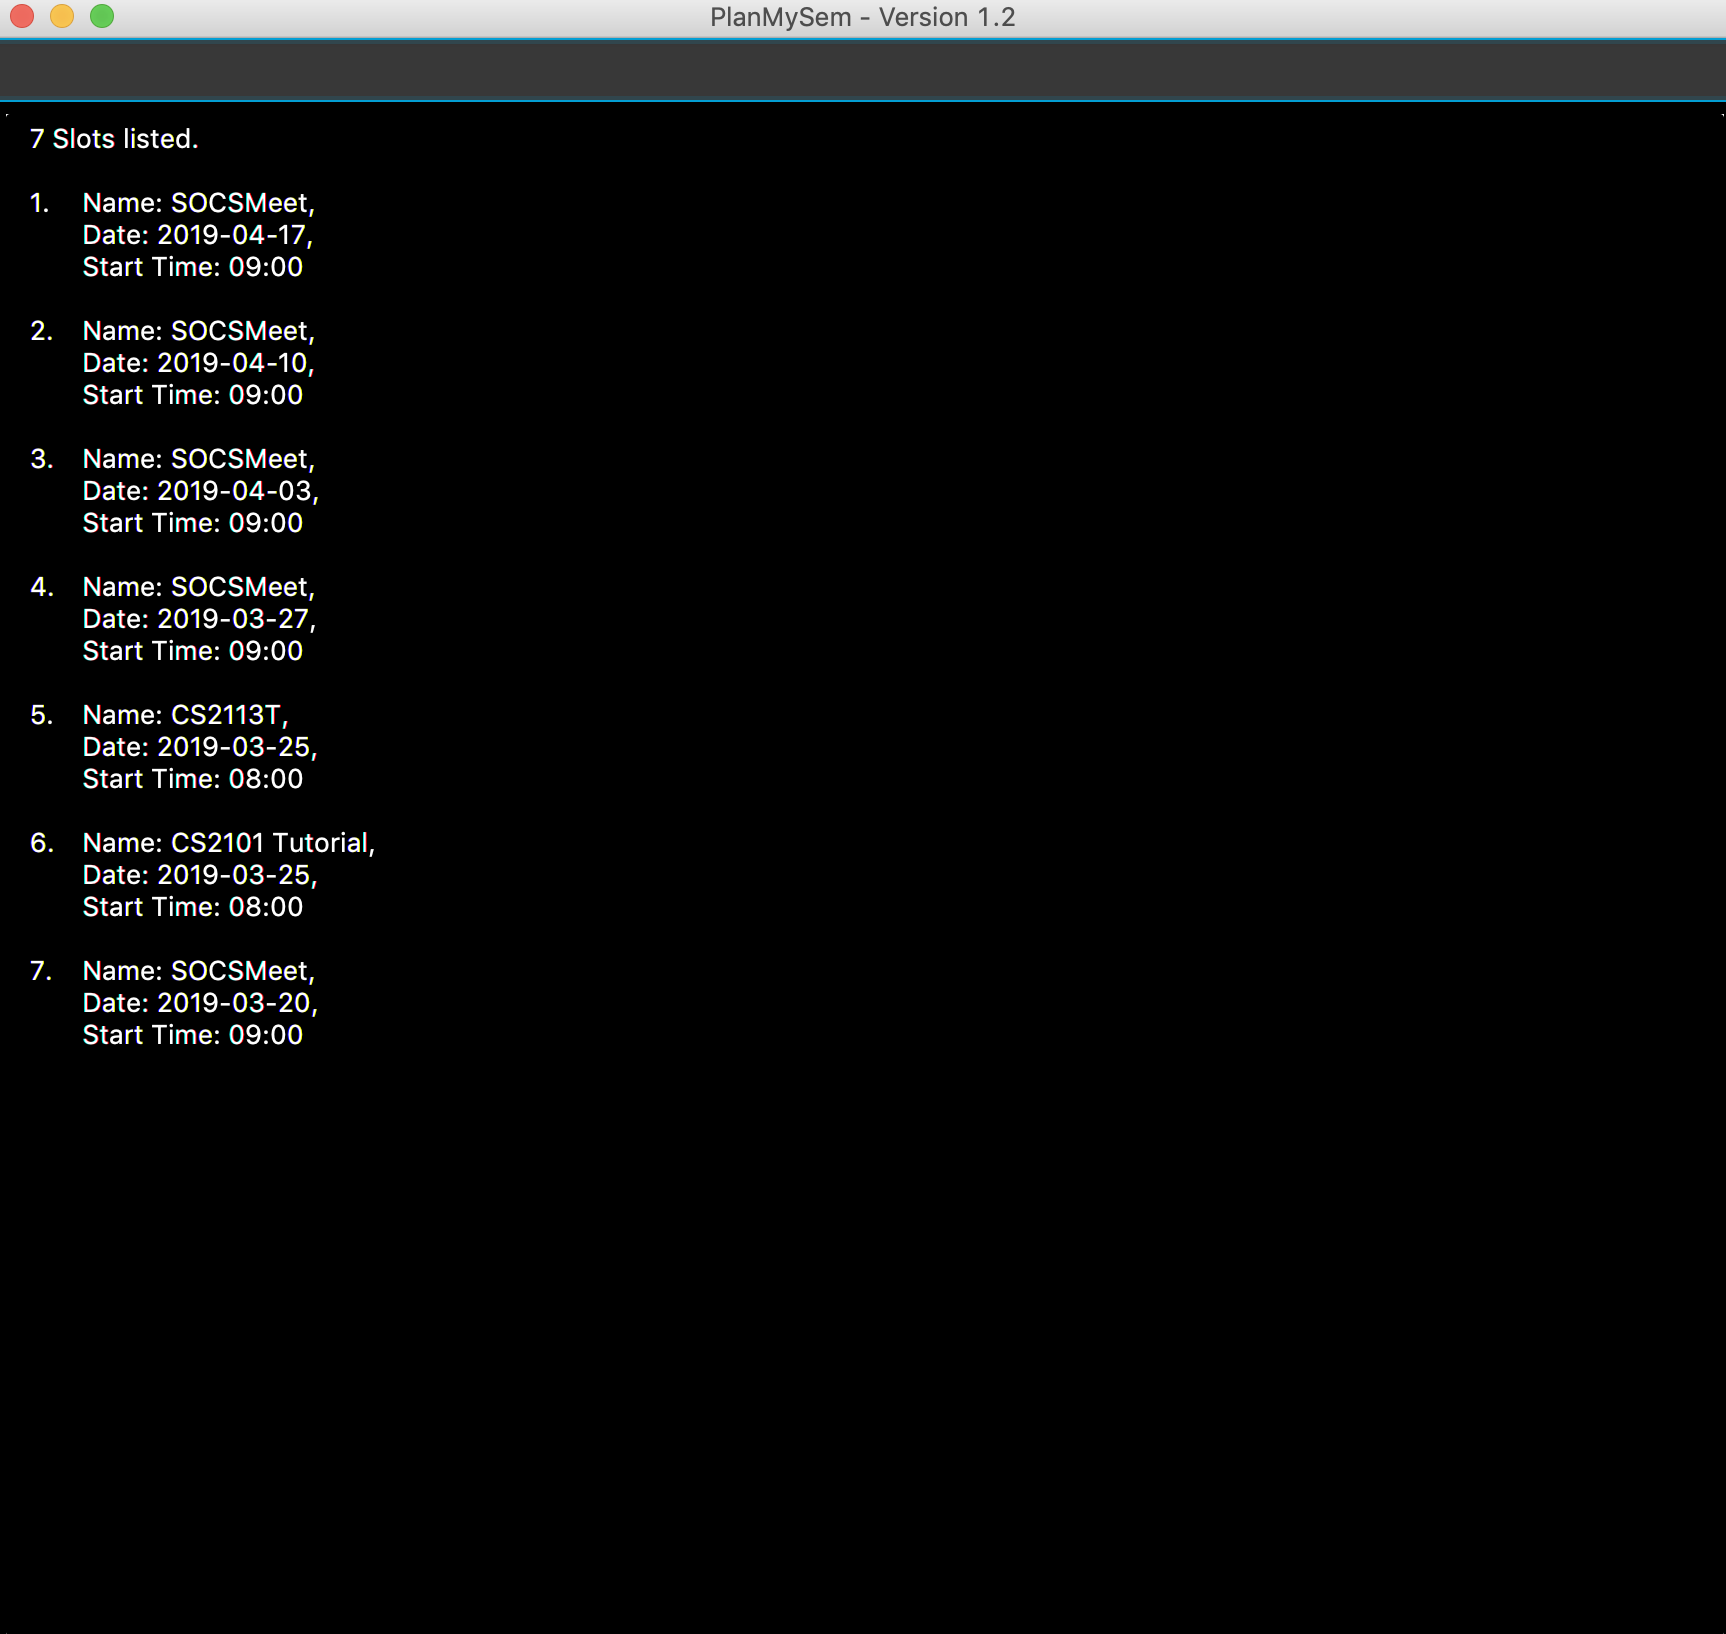 PlanMySem - Version 1.2
7 Slots listed.
1. Name: SOCSMeet,
Date: 2019-04-17,
Start Time: 09:00
2. Name: SOCSMeet,
Date: 2019-04-10,
Start Time: 09:00
3. Name: SOCSMeet,
Date: 2019-04-03,
Start Time: 09:00
4. Name: SOCSMeet,
Date: 2019-03-27,
Start Time: 09:00
5. Name: CS2113T,
Date: 2019-03-25,
Start Time: 08:00
6. Name: CS2101 Tutorial,
Date: 2019-03-25,
Start Time: 08:00
7. Name: SOCSMeet,
Date: 2019-03-20,
Start Time: 09:00